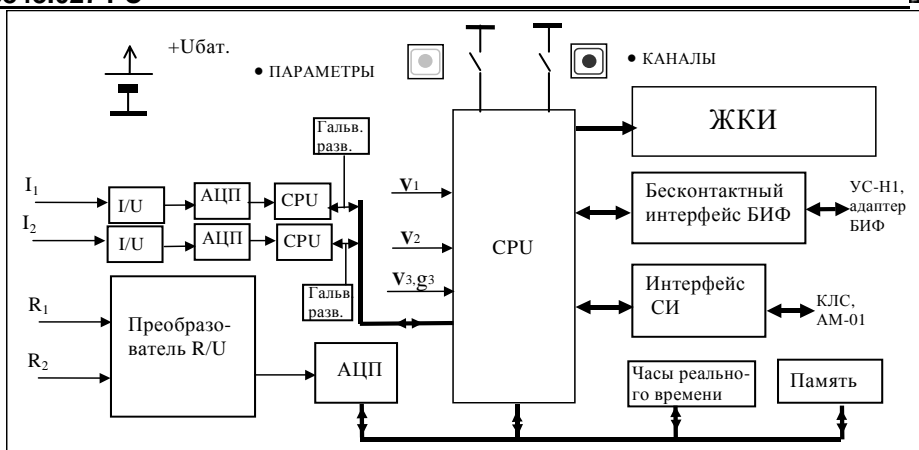 +Uбат.
• ПАРАМЕТРЫ
• КАНАЛЫ
Гальв.
разв.
ЖКИ
I1
I/U
АЦП
CPU
I2
I/U
АЦП
CPU
Гальв.
разв.
V1
V2
V3,g3
CPU
Бесконтактный
интерфейс БИФ
УС-Н1,
адаптер
БИФ
Интерфейс
СИ
КЛС,
АМ-01
R1
R2
Преобразо-
ватель R/U
АЦП
Часы реально-
го времени
Память